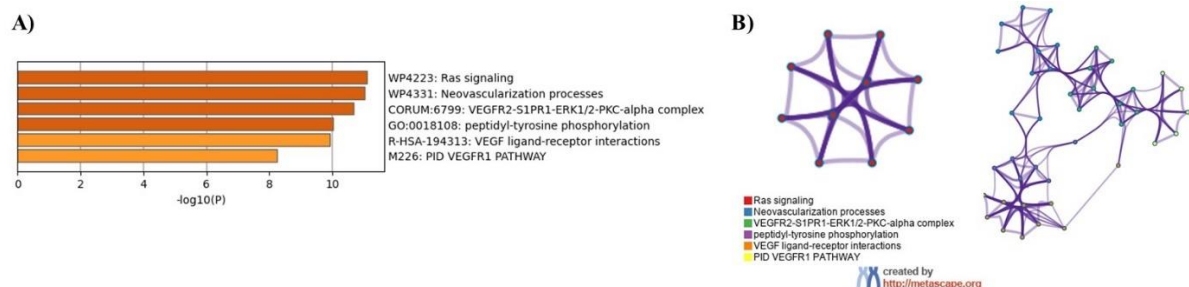 A)
WP4223: Ras signaling
WP4331: Neovascularization processes
CORUM:6799: VEGFR2-S1PR1-ERK1/2-PKC-alpha complex
GO:0018108: peptidyl-tyrosine phosphorylation
R-HSA-194313: VEGF ligand-receptor interactions
M226: PID VEGFR1 PATHWAY
0 2 4 6 8 10
-log10(P)
B)
Ras signaling
Neovascularization processes
VEGFR2-S1PR1-ERK1/2-PKC-alpha complex
peptidyl-tyrosine phosphorylation
VEGF ligand-receptor interactions
PID VEGFR1 PATHWAY
created by
http://metascape.org